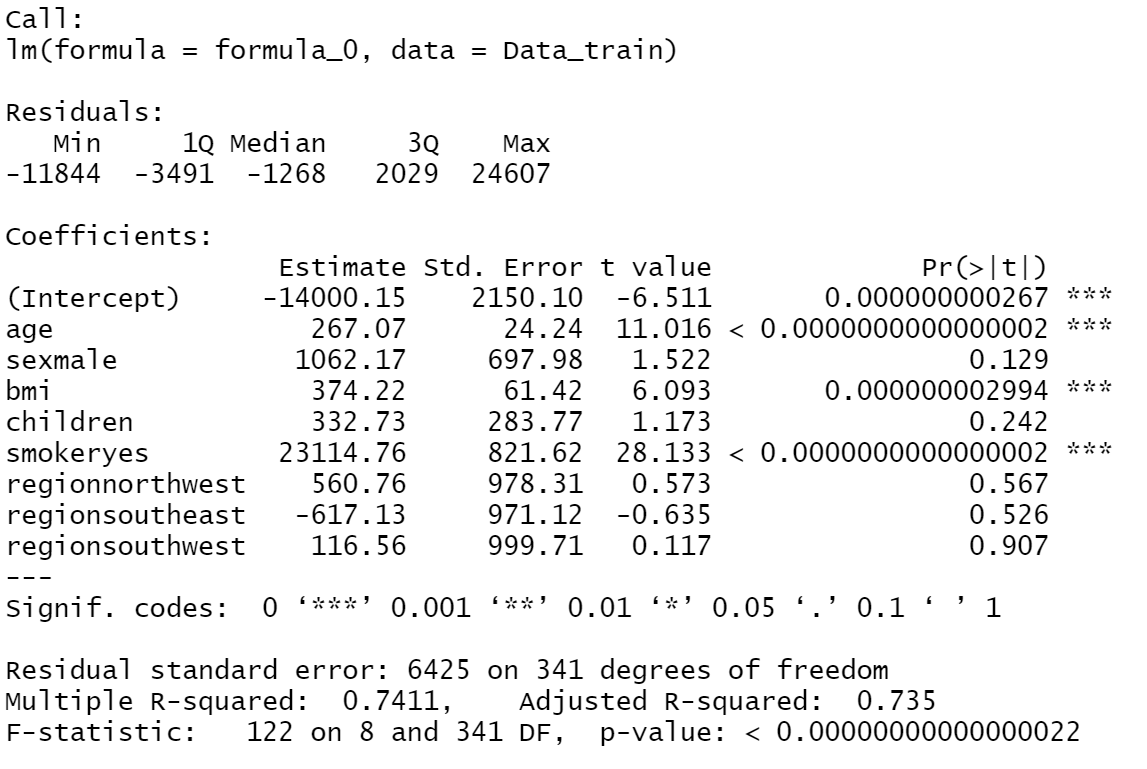 Call:
lm(formula = formula_0, data = Data_train)
Residuals:
Min 1Q Median 3Q Max
-11844 -3491 -1268 2029 24607
Coefficients:
Estimate Std. Error t value Pr(>|t|)
(Intercept) -14000.15 2150.10 -6.511 0.000000000267 ***
age 267.07 24.24 11.016 < 0.0000000000000002 ***
sexmale 1062.17 697.98 1.522 0.129
bmi 374.22 61.42 6.093 0.000000002994 ***
children 332.73 283.77 1.173 0.242
smokeryes 23114.76 821.62 28.133 < 0.0000000000000002 ***
regionnorthwest 560.76 978.31 0.573 0.567
regionsoutheast -617.13 971.12 -0.635 0.526
regionsouthwest 116.56 999.71 0.117 0.907
---
Signif. codes: 0 ‘***’ 0.001 ‘**’ 0.01 ‘*’ 0.05 ‘.’ 0.1 ‘ ’ 1
Residual standard error: 6425 on 341 degrees of freedom
Multiple R-squared: 0.7411, Adjusted R-squared: 0.735
F-statistic: 122 on 8 and 341 DF, p-value: < 0.00000000000000022